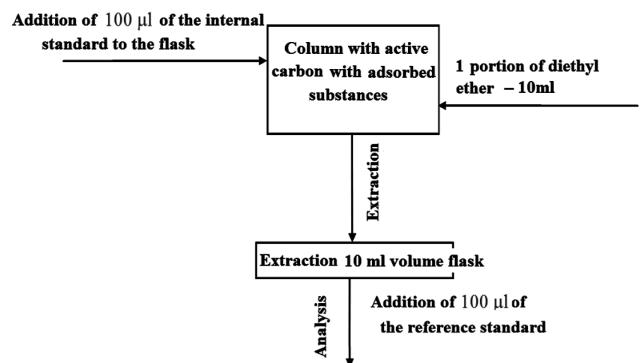 Addition of 100 µl of the internal
standard to the flask
Column with active
carbon with adsorbed
substances
1 portion of diethyl
ether – 10ml
Extraction
Extraction 10 ml volume flask
Analysis
Addition of 100 µl of
the reference standard